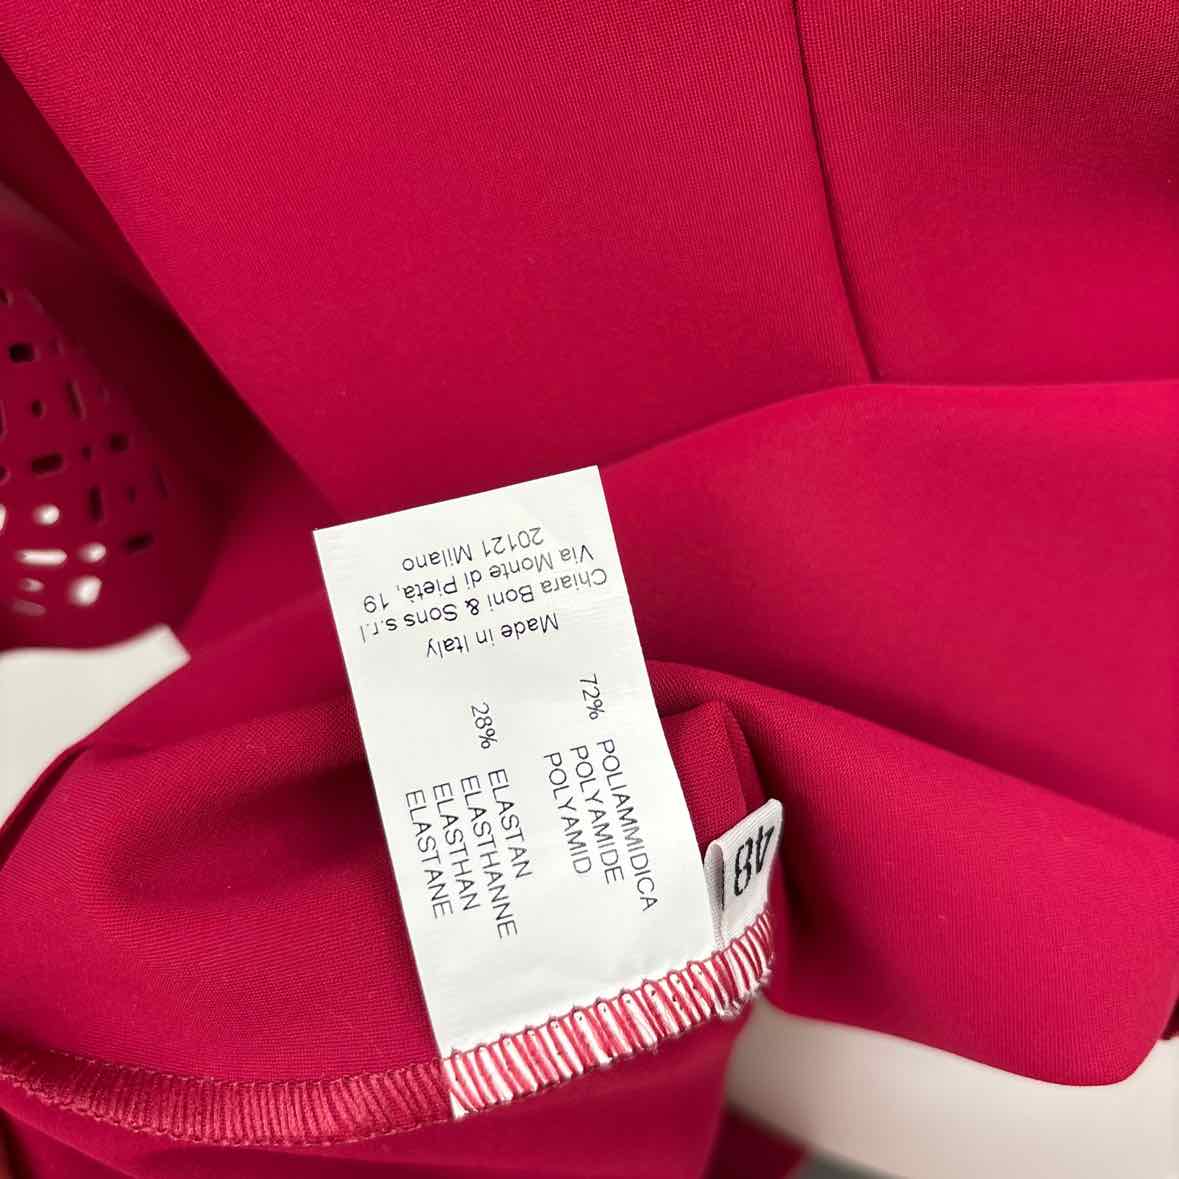 Chiara Boni & Sons s.r.l
Via Monte di Pietà, 19
20121 Milano
Made in Italy
72% POLIAMMIDICA
POLYAMIDE
POLYAMID
28% ELASTAN
ELASTHANNE
ELASTHAN
ELASTANE
48